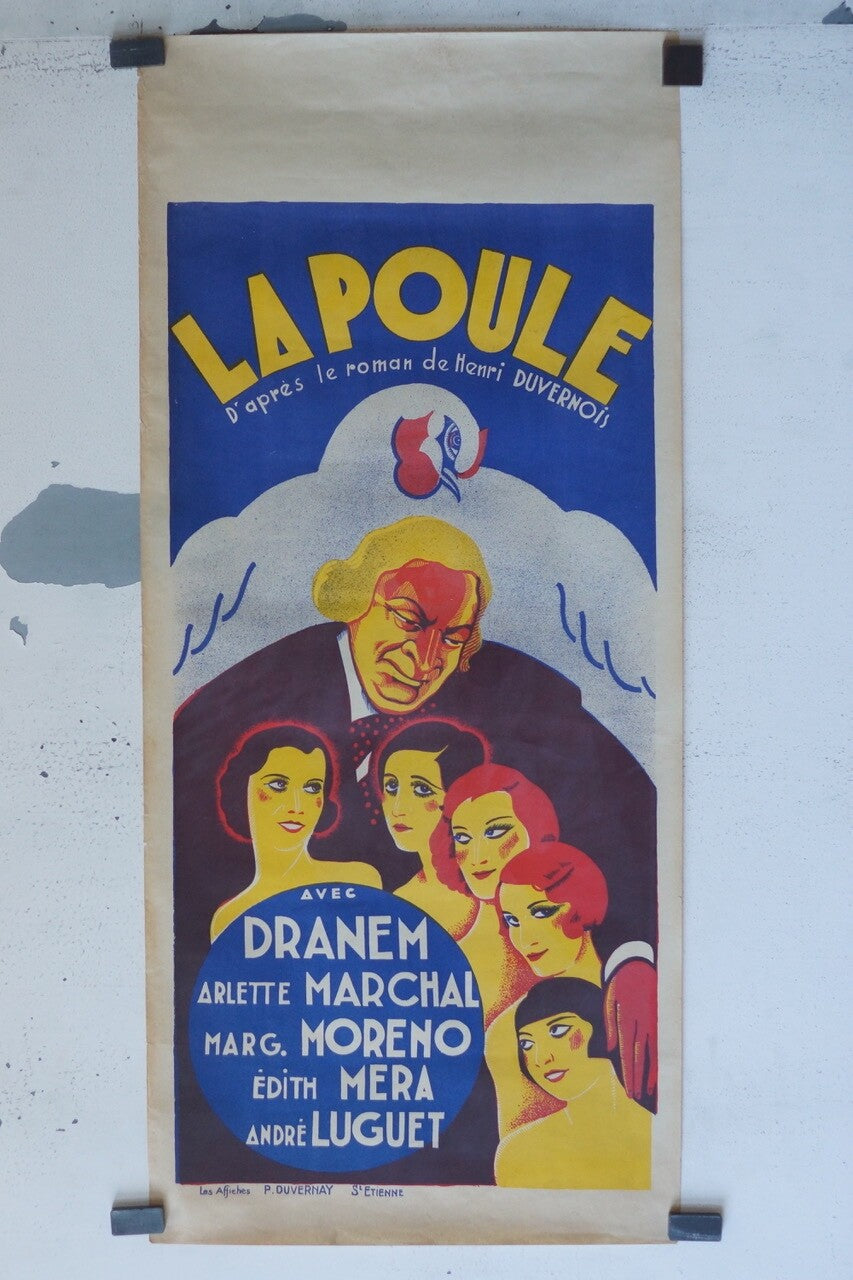 LA POULE
D'après le roman de Henri DUVERNOIS
AVEC
DRANEM
ARLETTE MARCHAL
MARG. MORENO
ÉDITH MERA
ANDRÉ LUGUET
Les Affiches P. DUVERNAY St ETIENNE